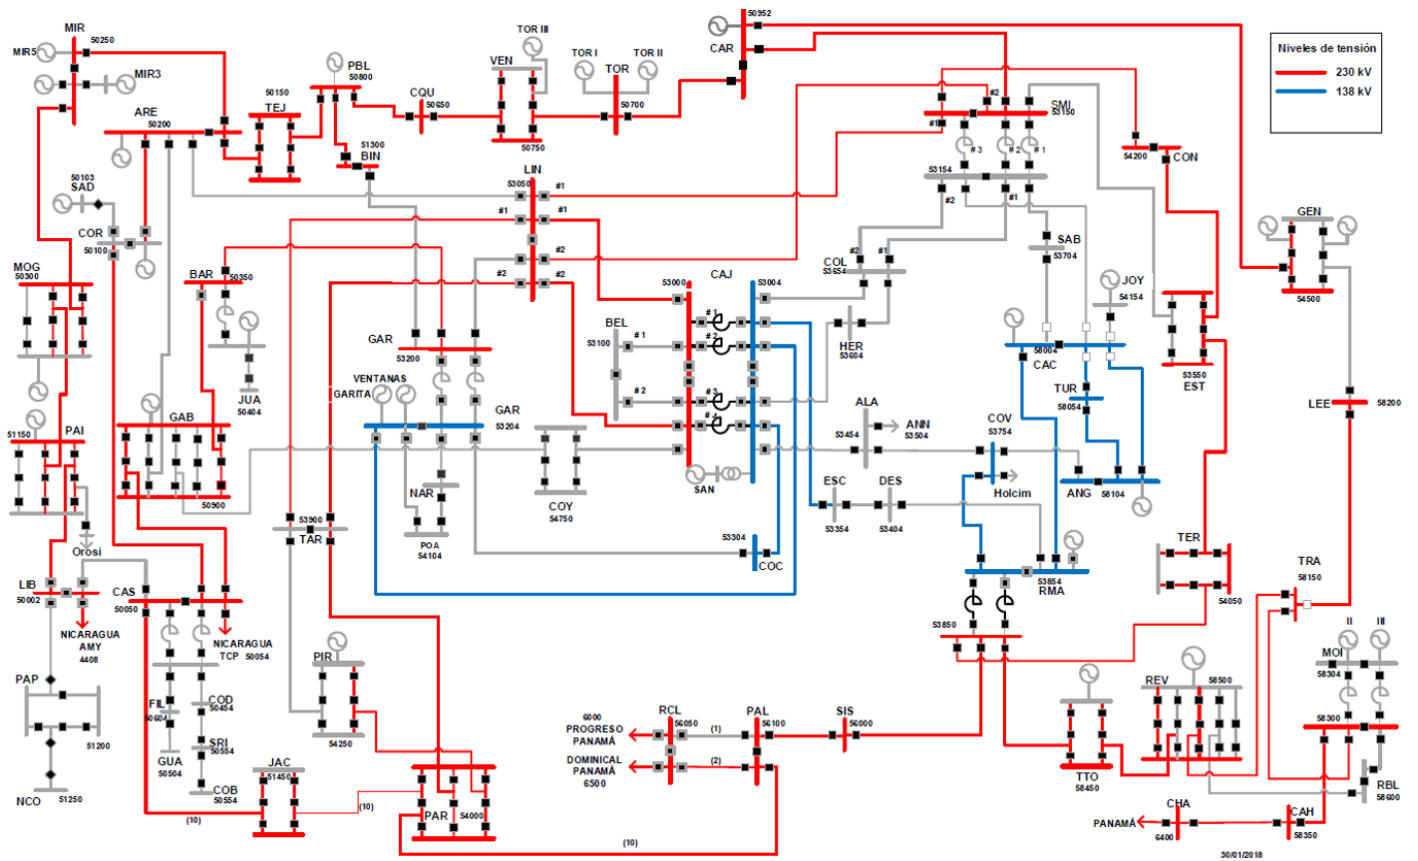 MIR
50250
MIR5
MIR3
ARE
50200
50150
TEJ
PBL
50800
51300
BIN
CQU
50650
VEN
TOR III
50750
TOR I
TOR II
TOR
50700
CAR
50952
Niveles de tensión
230 kV
138 kV
#2
SMI
53150
#1
# 3
# 2
# 1
53154
#2
#1
54200
CON
50103
SAD
COR
50100
LIN
53050
#1
#1
#1
#2
#2
#2
MOG
50300
BAR
50350
JUA
50404
GAR
53200
VENTANAS
GARITA
GAR
53204
BEL
53100
# 1
# 2
53000
CAJ
53004
# 1
# 2
# 3
SAN
COL
53654
#2
#1
HER
53604
SAB
53704
JOY
54154
58004
CAC
TUR
58054
GEN
54500
53550
EST
LEE
58200
51150
PAI
GAB
50900
NAR
POA
54104
COY
54750
ALA
53454
ANN
53504
COV
53754
Holcim
ANG
58104
ESC
53354
DES
53404
53304
COC
53854
RMA
53900
TAR
Orosi
LIB
50002
NICARAGUA
AMY
4408
CAS
50050
NICARAGUA
TCP 50054
TER
54050
TRA
58150
53850
PAP
51200
NCO
51250
FIL
50604
GUA
50504
COD
50454
SRI
50554
COB
50554
PIR
54250
JAC
51450
(10)
(10)
PAR
54000
(10)
6000
PROGRESO
PANAMÁ
DOMINICAL
PANAMÁ
6500
RCL
56050
(1)
(2)
PAL
56100
SIS
56000
TTO
58450
REV
58500
II
III
MOI
58304
58300
RBL
58600
CHA
PANAMÁ
6400
CAH
58350
30/01/2018